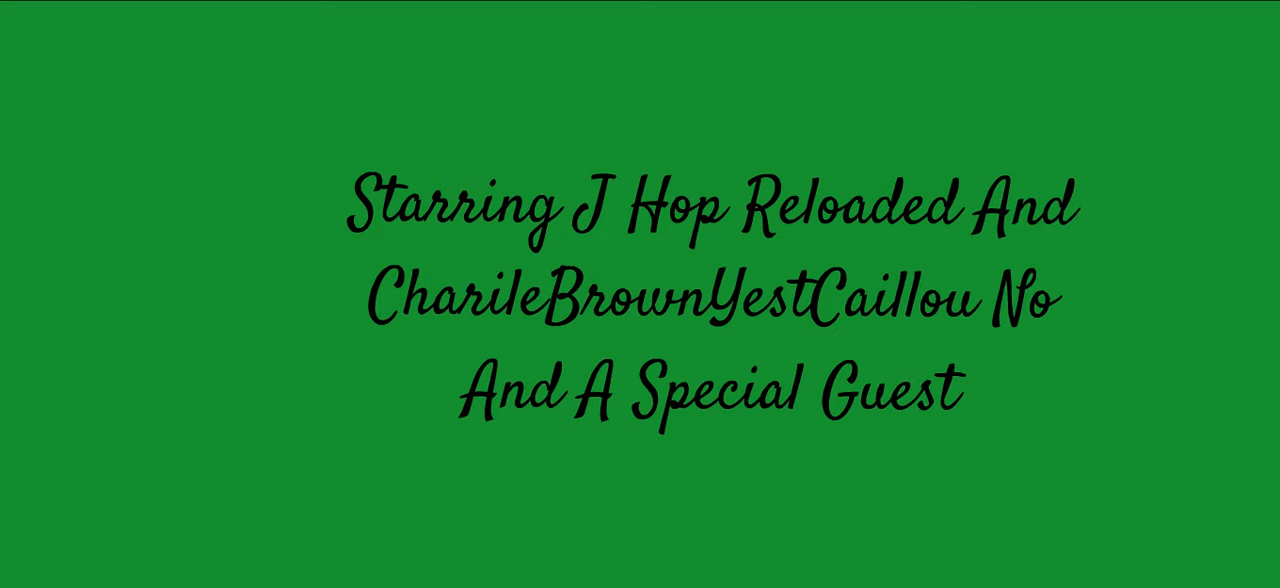 Starring J Hop Reloaded And
CharileBrownYestCaillou No
And A Special Guest